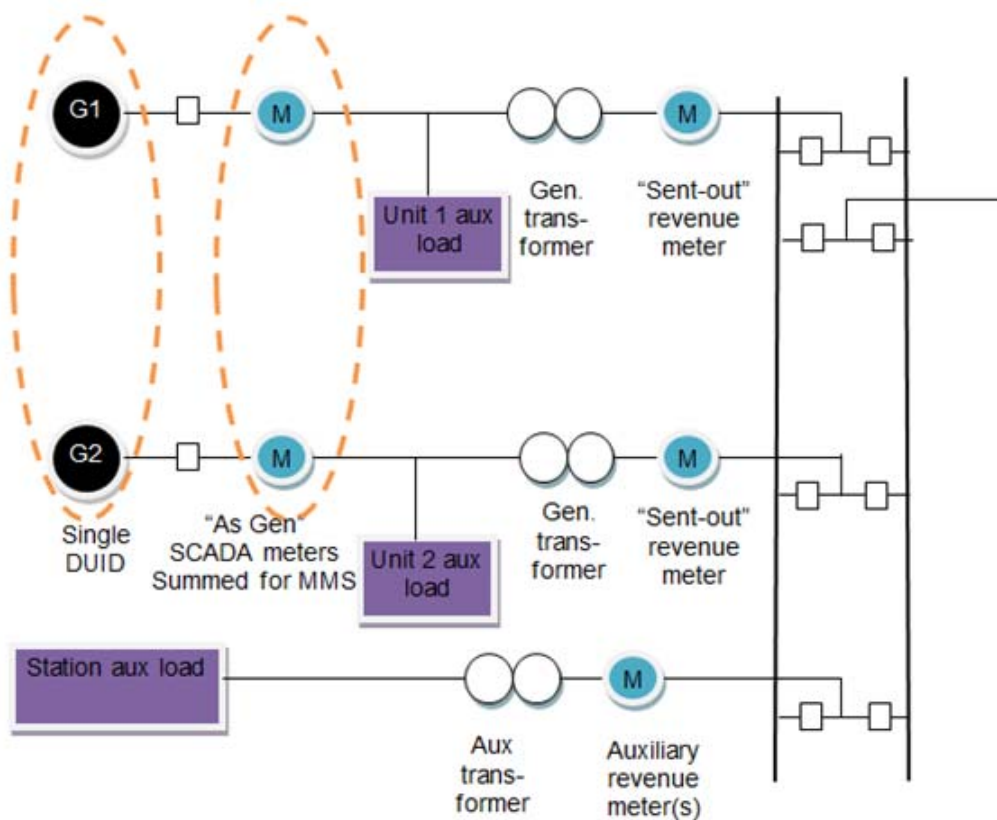 G1
M
M
Unit 1 aux
load
Gen.
trans-
former
“Sent-out”
revenue
meter
G2
M
M
Single
DUID
“As Gen”
SCADA meters
Summed for MMS
Unit 2 aux
load
Gen.
trans-
former
“Sent-out”
revenue
meter
Station aux load
M
Aux
trans-
former
Auxiliary
revenue
meter(s)